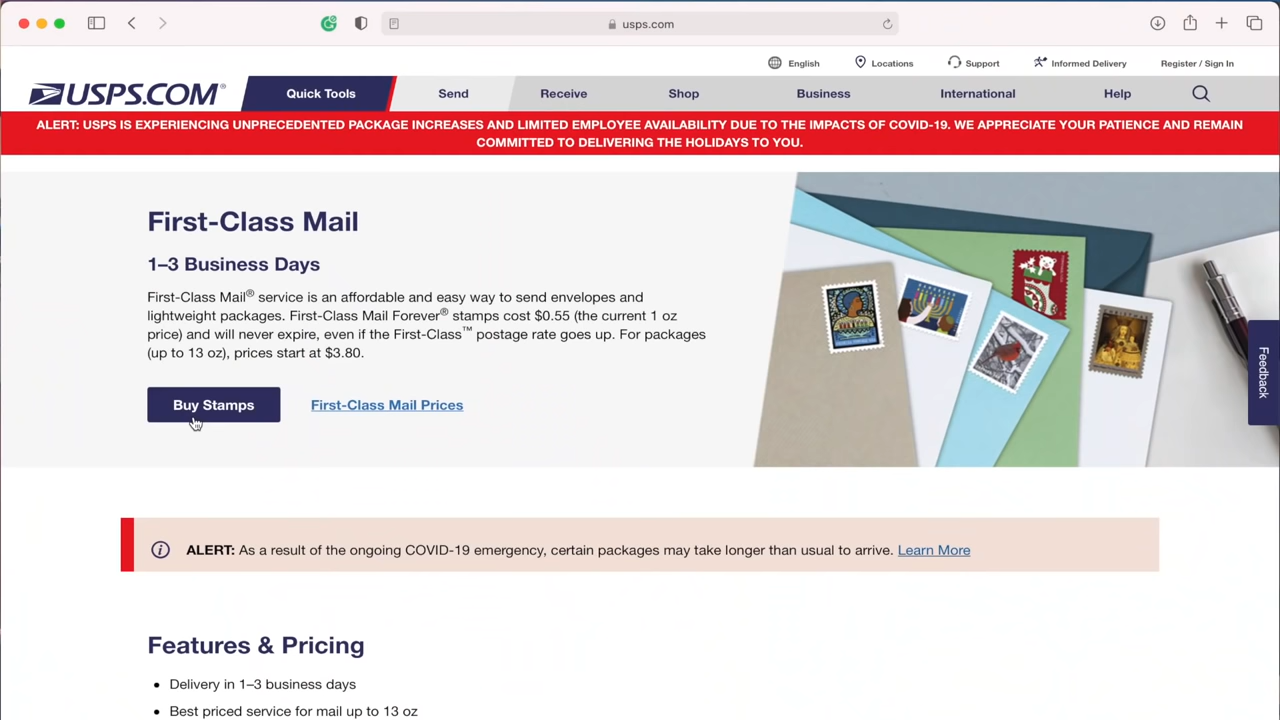 usps.com
English
Locations
Support
Informed Delivery
Register / Sign In
USPS.COM®
Quick Tools
Send
Receive
Shop
Business
International
Help
ALERT: USPS IS EXPERIENCING UNPRECEDENTED PACKAGE INCREASES AND LIMITED EMPLOYEE AVAILABILITY DUE TO THE IMPACTS OF COVID-19. WE APPRECIATE YOUR PATIENCE AND REMAIN
COMMITTED TO DELIVERING THE HOLIDAYS TO YOU.
First-Class Mail
1–3 Business Days
First-Class Mail® service is an affordable and easy way to send envelopes and
lightweight packages. First-Class Mail Forever® stamps cost $0.55 (the current 1 oz
price) and will never expire, even if the First-Class™ postage rate goes up. For packages
(up to 13 oz), prices start at $3.80.
Buy Stamps
First-Class Mail Prices
Feedback
ALERT: As a result of the ongoing COVID-19 emergency, certain packages may take longer than usual to arrive. Learn More
Features & Pricing
• Delivery in 1–3 business days
• Best priced service for mail up to 13 oz